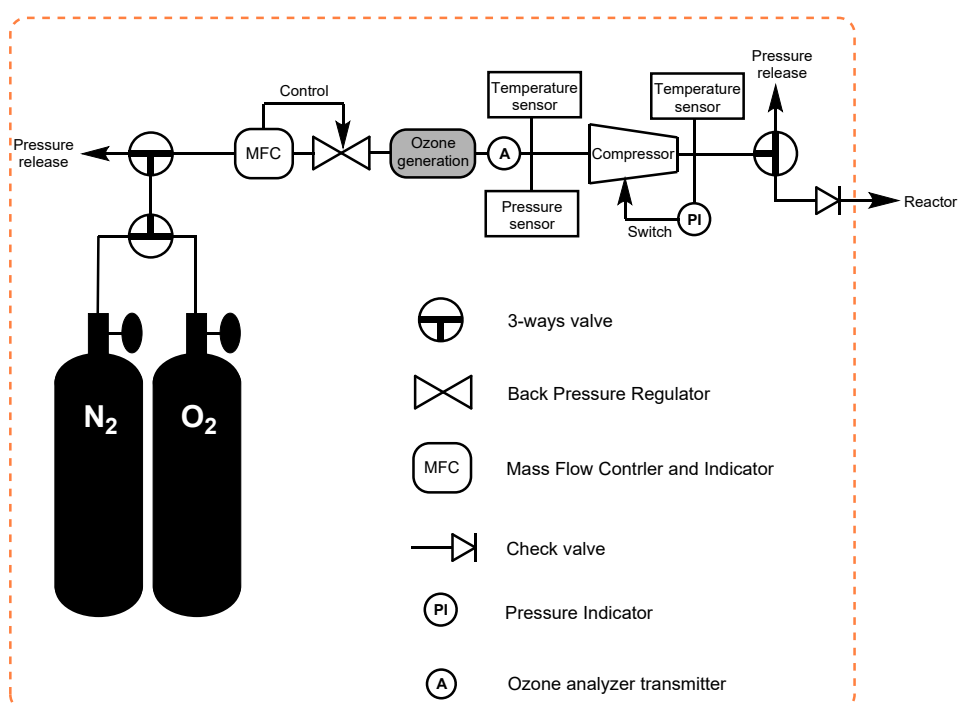 Pressure
release
Control
MFC
Ozone
generation
A
Temperature
sensor
Pressure
sensor
Compressor
Switch
Temperature
sensor
PI
Pressure
release
Reactor
N2
O2
3-ways valve
Back Pressure Regulator
MFC
Mass Flow Contrler and Indicator
Check valve
PI
Pressure Indicator
A
Ozone analyzer transmitter